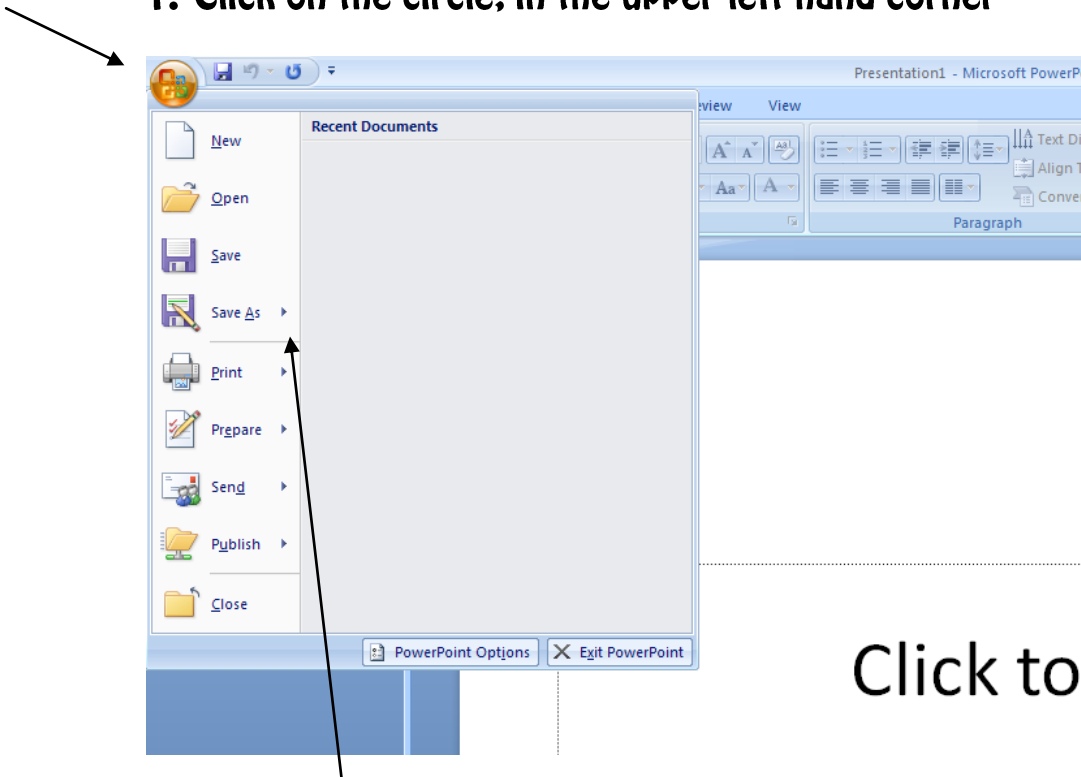 1. Click on the circle, in the upper left hand corner
Presentation1 - Microsoft PowerP
eview View
New
Recent Documents
Open
Save
Save As
Print
Prepare
Send
Publish
Close
A A Aa A
Text Di
Align T
Conve
Paragraph
PowerPoint Options
Exit PowerPoint
Click to